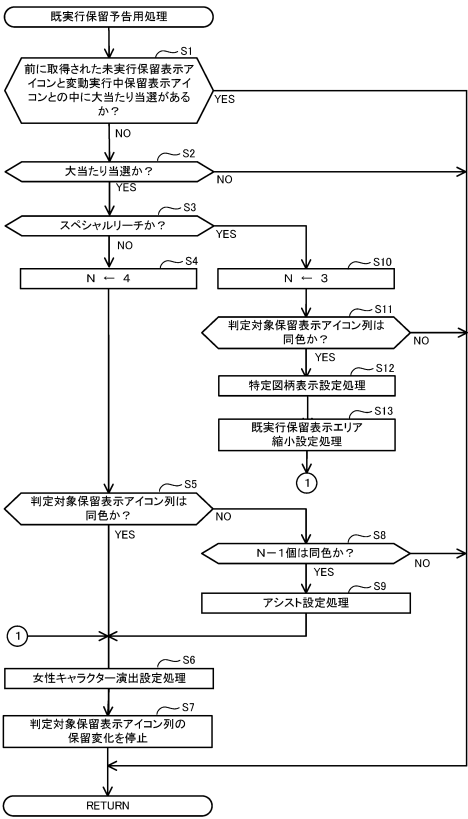 既実行保留予告用処理
S1
前に取得された未実行保留表示ア
イコンと変動実行中保留表示アイ
コンとの中に大当たり当選がある
か？
YES
NO
S2
大当たり当選か？
NO
YES
S3
スペシャルリーチか？
YES
NO
S4
N ← 4
S10
N ← 3
S11
判定対象保留表示アイコン列は
同色か？
NO
YES
S12
特定図柄表示設定処理
S13
既実行保留表示エリア
縮小設定処理
1
S5
判定対象保留表示アイコン列は
同色か？
NO
YES
S8
N－1個は同色か？
NO
YES
S9
アシスト設定処理
1
S6
女性キャラクター演出設定処理
S7
判定対象保留表示アイコン列の
保留変化を停止
RETURN